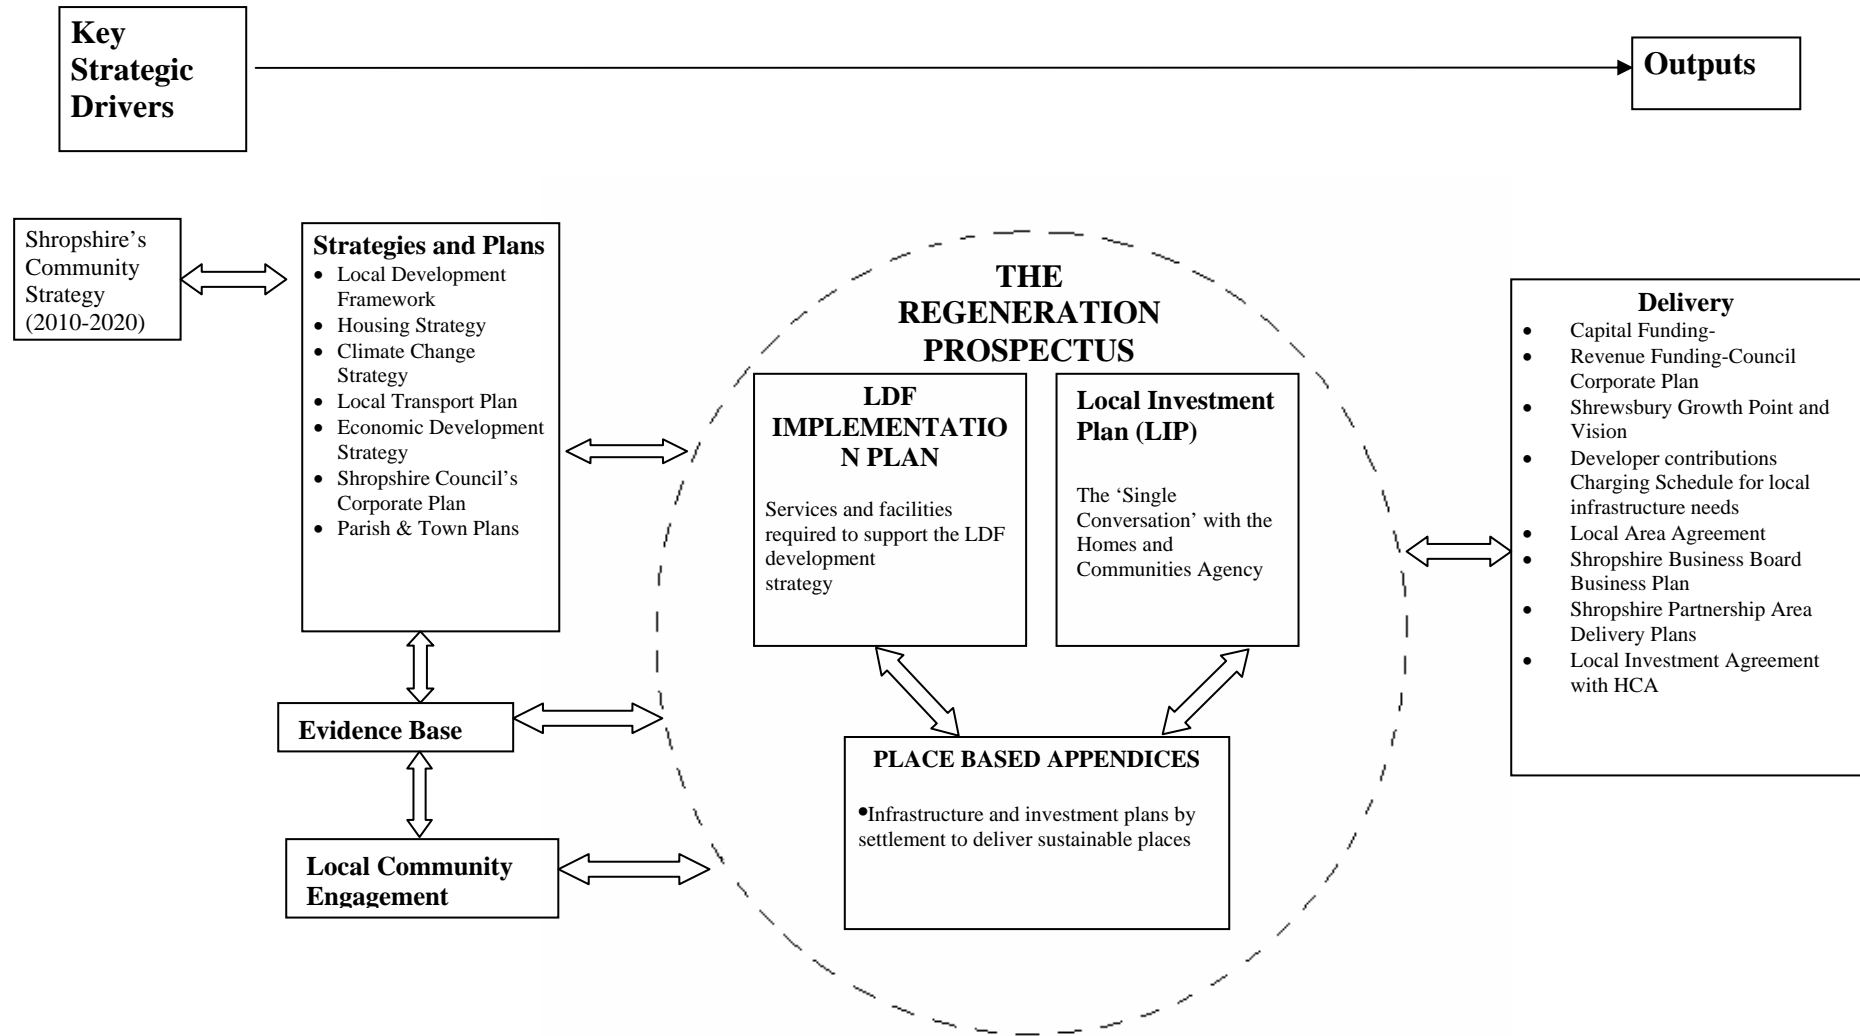 Key
Strategic
Drivers
Outputs
Shropshire's
Community
Strategy
(2010-2020)
Strategies and Plans
• Local Development
Framework
• Housing Strategy
• Climate Change
Strategy
• Local Transport Plan
• Economic Development
Strategy
• Shropshire Council's
Corporate Plan
• Parish & Town Plans
Evidence Base
Local Community
Engagement
THE
REGENERATION
PROSPECTUS
LDF
IMPLEMENTATIO
N PLAN
Services and facilities
required to support the LDF
development
strategy
Local Investment
Plan (LIP)
The ‘Single
Conversation’ with the
Homes and
Communities Agency
PLACE BASED APPENDICES
•Infrastructure and investment plans by
settlement to deliver sustainable places
Delivery
• Capital Funding-
• Revenue Funding-Council
Corporate Plan
• Shrewsbury Growth Point and
Vision
• Developer contributions
Charging Schedule for local
infrastructure needs
• Local Area Agreement
• Shropshire Business Board
Business Plan
• Shropshire Partnership Area
Delivery Plans
• Local Investment Agreement
with HCA